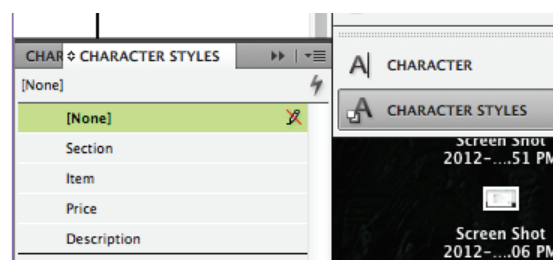 CHAR
CHARACTER STYLES
[None]
[None]
Section
Item
Price
Description
A CHARACTER
A CHARACTER STYLES
Screen Shot
2012-....51 PM
Screen Shot
2012-....06 PM